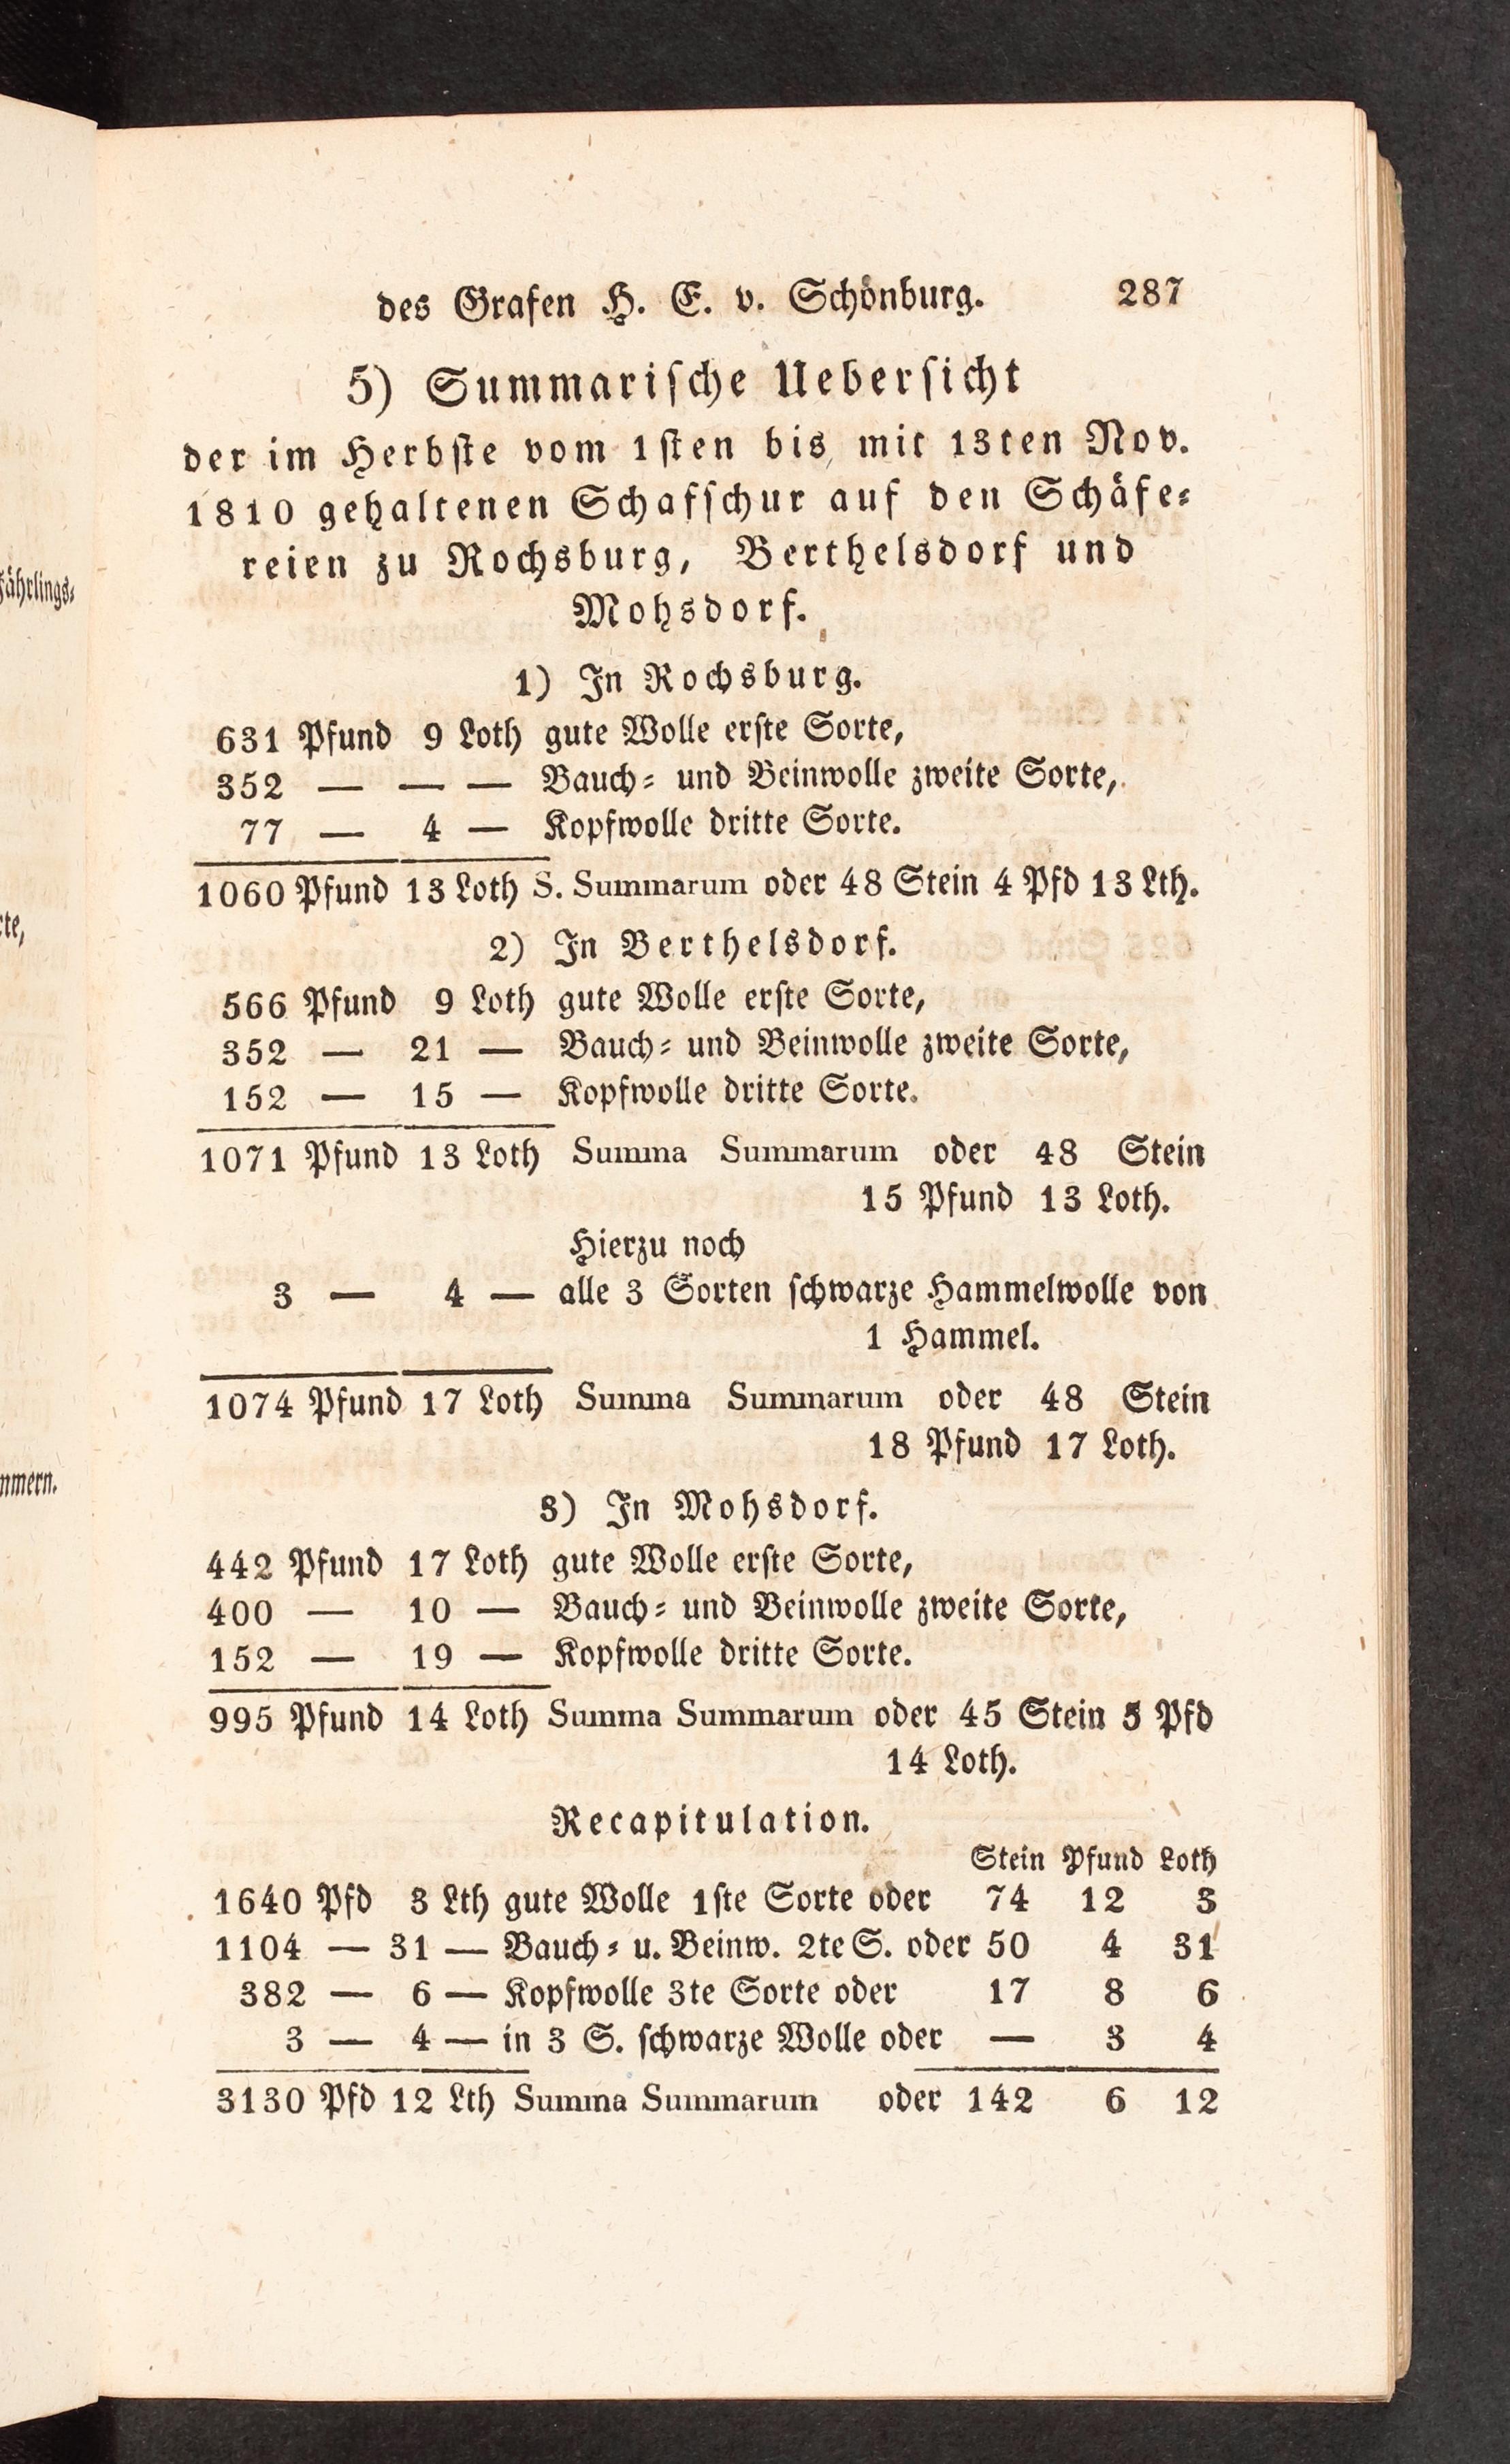 des Grafen H. E. v. Schönburg. 287
5) Summarische Uebersicht
der im Herbste vom 1sten bis mit 13ten Nov.
1810 gehaltenen Schafschur auf den Schäfe-
reien zu Rochsburg, Berthelsdorf und
Mohsdorf.
1) In Rochsburg.
631 Pfund 9 Loth gute Wolle erste Sorte,
352 — — — Bauch- und Beinwolle zweite Sorte,
77 — 4 — Kopfwolle dritte Sorte.
1060 Pfund 13 Loth S. Summarum oder 48 Stein 4 Pfd 13 Lth.
2) In Berthelsdorf.
566 Pfund 9 Loth gute Wolle erste Sorte,
352 — 21 — Bauch- und Beinwolle zweite Sorte,
152 — 15 — Kopfwolle dritte Sorte.
1071 Pfund 13 Loth Summa Summarum oder 48 Stein
15 Pfund 13 Loth.
Hierzu noch
3 — 4 — alle 3 Sorten schwarze Hammelwolle von
1 Hammel.
1074 Pfund 17 Loth Summa Summarum oder 48 Stein
18 Pfund 17 Loth.
3) In Mohsdorf.
442 Pfund 17 Loth gute Wolle erste Sorte,
400 — 10 — Bauch- und Beinwolle zweite Sorte,
152 — 19 — Kopfwolle dritte Sorte.
995 Pfund 14 Loth Summa Summarum oder 45 Stein 5 Pfd
14 Loth.
Recapitulation.
Stein Pfund Loth
1640 Pfd 3 Lth gute Wolle 1ste Sorte oder 74 12 3
1104 — 31 — Bauch- u. Beinw. 2te S. oder 50 4 31
382 — 6 — Kopfwolle 3te Sorte oder 17 8 6
3 — 4 — in 3 S. schwarze Wolle oder — 3 4
3130 Pfd 12 Lth Summa Summarum oder 142 6 12